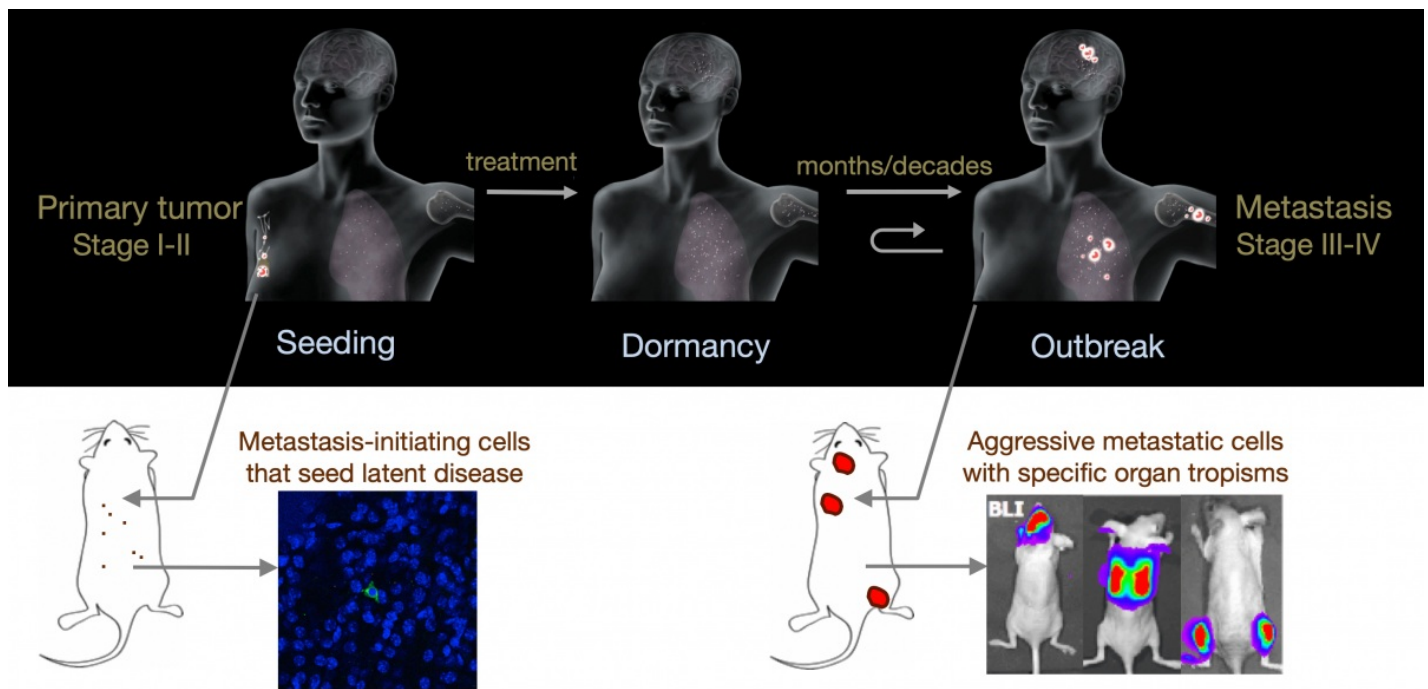 treatment
months/decades
Primary tumor
Stage I-II
Metastasis
Stage III-IV
Seeding
Dormancy
Outbreak
Metastasis-initiating cells
that seed latent disease
Aggressive metastatic cells
with specific organ tropisms
BLI